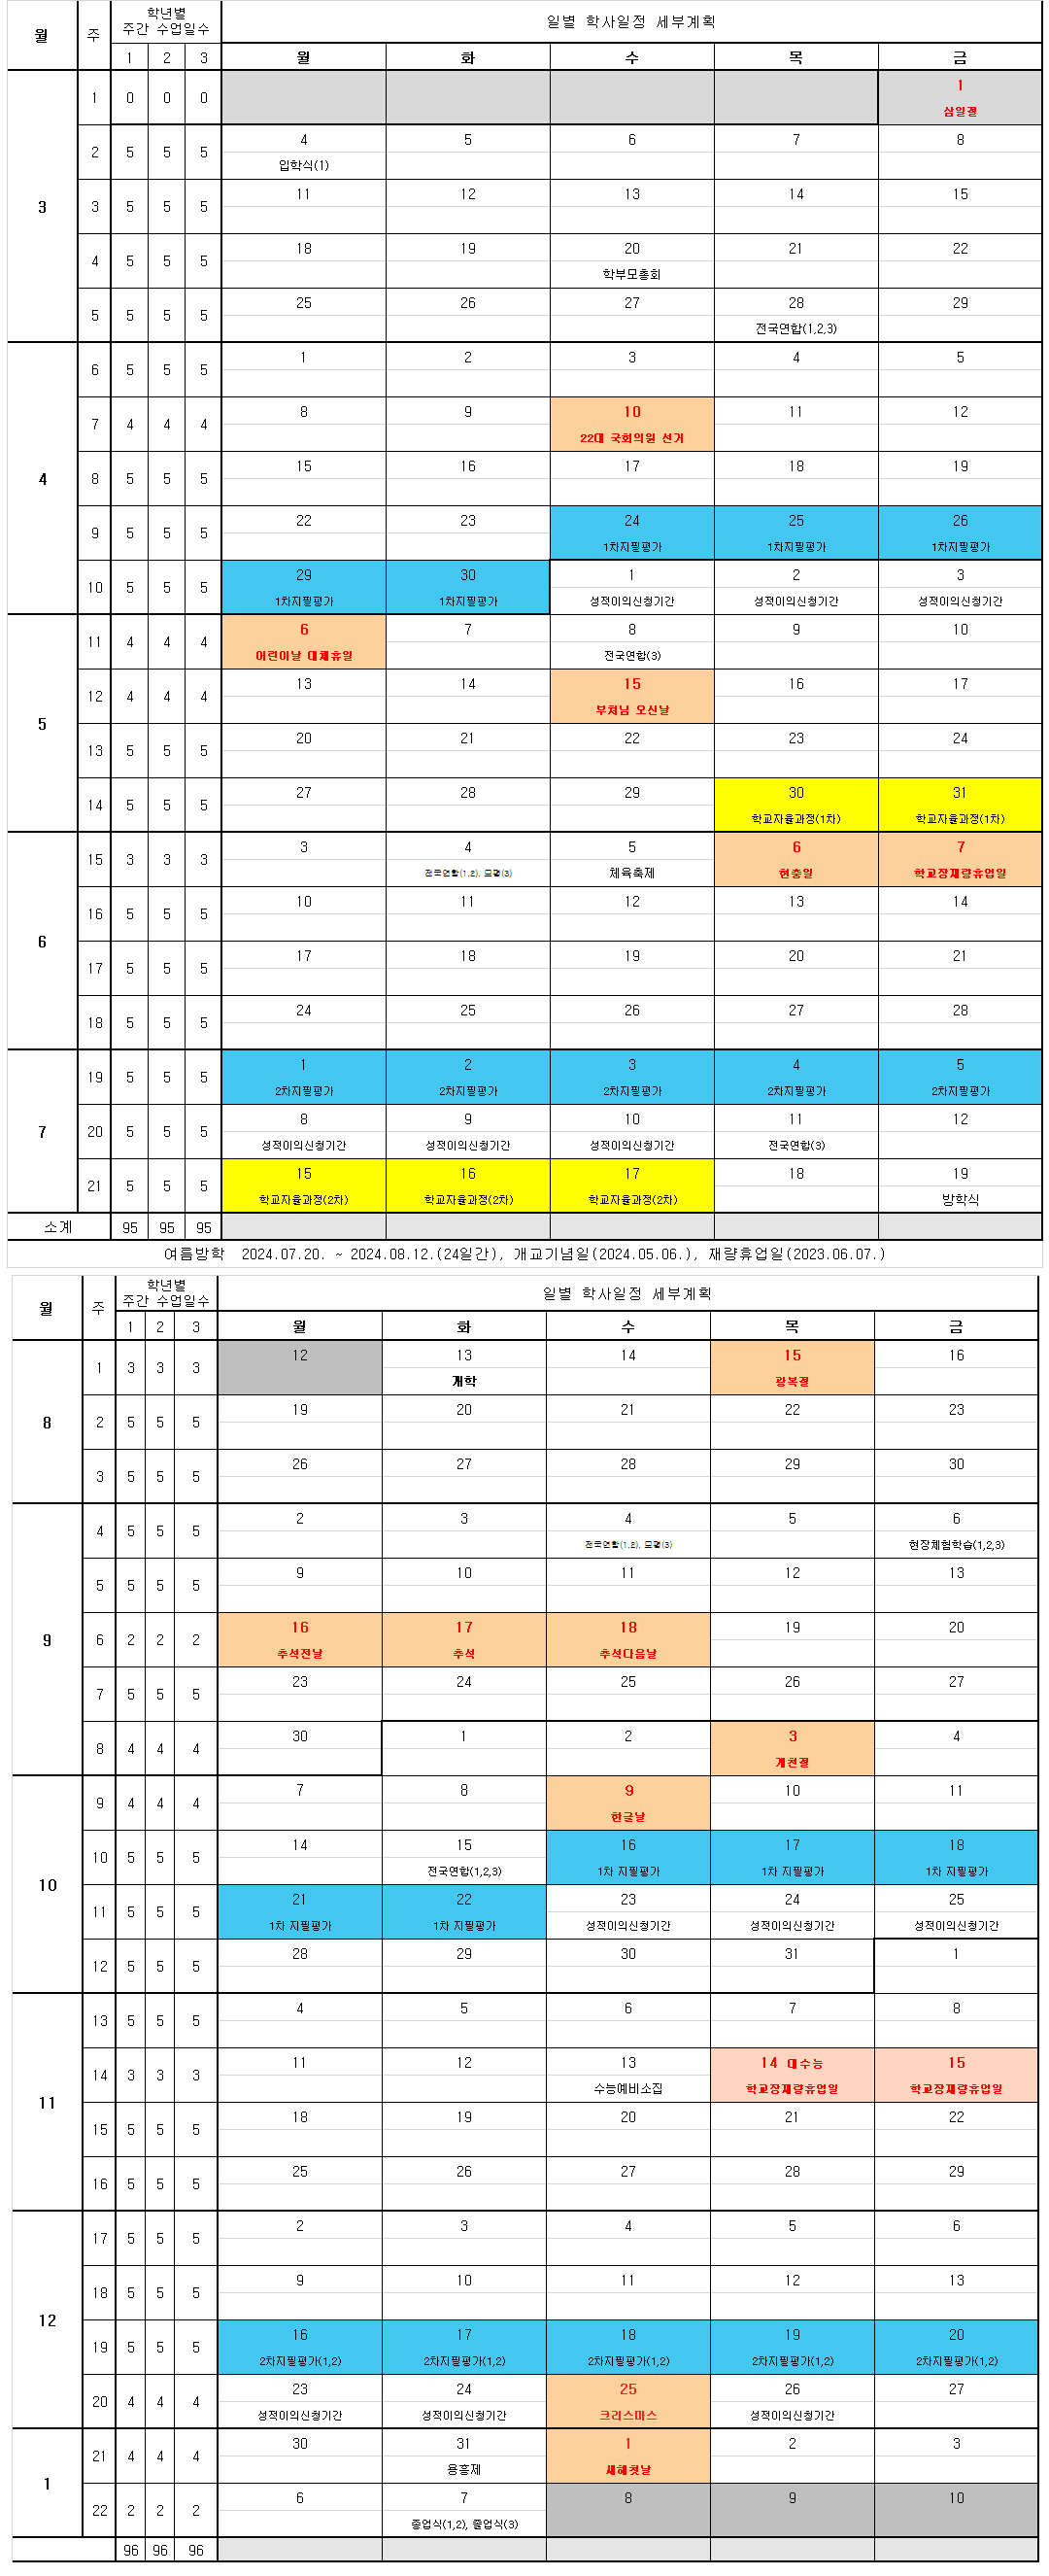 월 주 학년별 일별 학사일정 세부계획
주간 수업일수
1 2 3 월 화 수 목 금
3 1 0 0 0 1
삼일절
2 5 5 5 4 5 6 7 8
입학식(1)
3 5 5 5 11 12 13 14 15
4 5 5 5 18 19 20 21 22
학부모총회
5 5 5 5 25 26 27 28 29
전국연합(1,2,3)
4 6 5 5 5 1 2 3 4 5
7 4 4 4 8 9 10 11 12
22대 국회의원 선거
8 5 5 5 15 16 17 18 19
9 5 5 5 22 23 24 25 26
1차지필평가 1차지필평가 1차지필평가
10 5 5 5 29 30 1 2 3
1차지필평가 1차지필평가 성적이의신청기간 성적이의신청기간 성적이의신청기간
5 11 4 4 4 6 7 8 9 10
어린이날 대체휴일 전국연합(3)
12 4 4 4 13 14 15 16 17
부처님 오신날
13 5 5 5 20 21 22 23 24
14 5 5 5 27 28 29 30 31
학교자율과정(1차) 학교자율과정(1차)
6 15 3 3 3 3 4 5 6 7
전국연합(1,2), 모평(3) 체육축제 현충일 학교장재량휴업일
16 5 5 5 10 11 12 13 14
17 5 5 5 17 18 19 20 21
18 5 5 5 24 25 26 27 28
7 19 5 5 5 1 2 3 4 5
2차지필평가 2차지필평가 2차지필평가 2차지필평가 2차지필평가
20 5 5 5 8 9 10 11 12
성적이의신청기간 성적이의신청기간 성적이의신청기간 전국연합(3)
21 5 5 5 15 16 17 18 19
학교자율과정(2차) 학교자율과정(2차) 학교자율과정(2차) 방학식
소계 95 95 95
여름방학 2024.07.20. ~ 2024.08.12.(24일간), 개교기념일(2024.05.06.), 재량휴업일(2023.06.07.)
월 주 학년별 일별 학사일정 세부계획
주간 수업일수
1 2 3 월 화 수 목 금
8 1 3 3 3 12 13 14 15 16
개학 광복절
2 5 5 5 19 20 21 22 23
3 5 5 5 26 27 28 29 30
9 4 5 5 5 2 3 4 5 6
전국연합(1,2), 모평(3) 현장체험학습(1,2,3)
5 5 5 5 9 10 11 12 13
6 2 2 2 16 17 18 19 20
추석전날 추석 추석다음날
7 5 5 5 23 24 25 26 27
8 4 4 4 30 1 2 3 4
개천절
10 9 4 4 4 7 8 9 10 11
한글날
10 5 5 5 14 15 16 17 18
전국연합(1,2,3) 1차 지필평가 1차 지필평가 1차 지필평가
11 5 5 5 21 22 23 24 25
1차 지필평가 1차 지필평가 성적이의신청기간 성적이의신청기간 성적이의신청기간
12 5 5 5 28 29 30 31 1
11 13 5 5 5 4 5 6 7 8
14 3 3 3 11 12 13 14 대수능 15
수능예비소집 학교장재량휴업일 학교장재량휴업일
15 5 5 5 18 19 20 21 22
16 5 5 5 25 26 27 28 29
12 17 5 5 5 2 3 4 5 6
18 5 5 5 9 10 11 12 13
19 5 5 5 16 17 18 19 20
2차지필평가(1,2) 2차지필평가(1,2) 2차지필평가(1,2) 2차지필평가(1,2) 2차지필평가(1,2)
20 4 4 4 23 24 25 26 27
성적이의신청기간 성적이의신청기간 크리스마스 성적이의신청기간
1 21 4 4 4 30 31 1 2 3
용흥제 새해첫날
22 2 2 2 6 7 8 9 10
종업식(1,2), 졸업식(3)
96 96 96